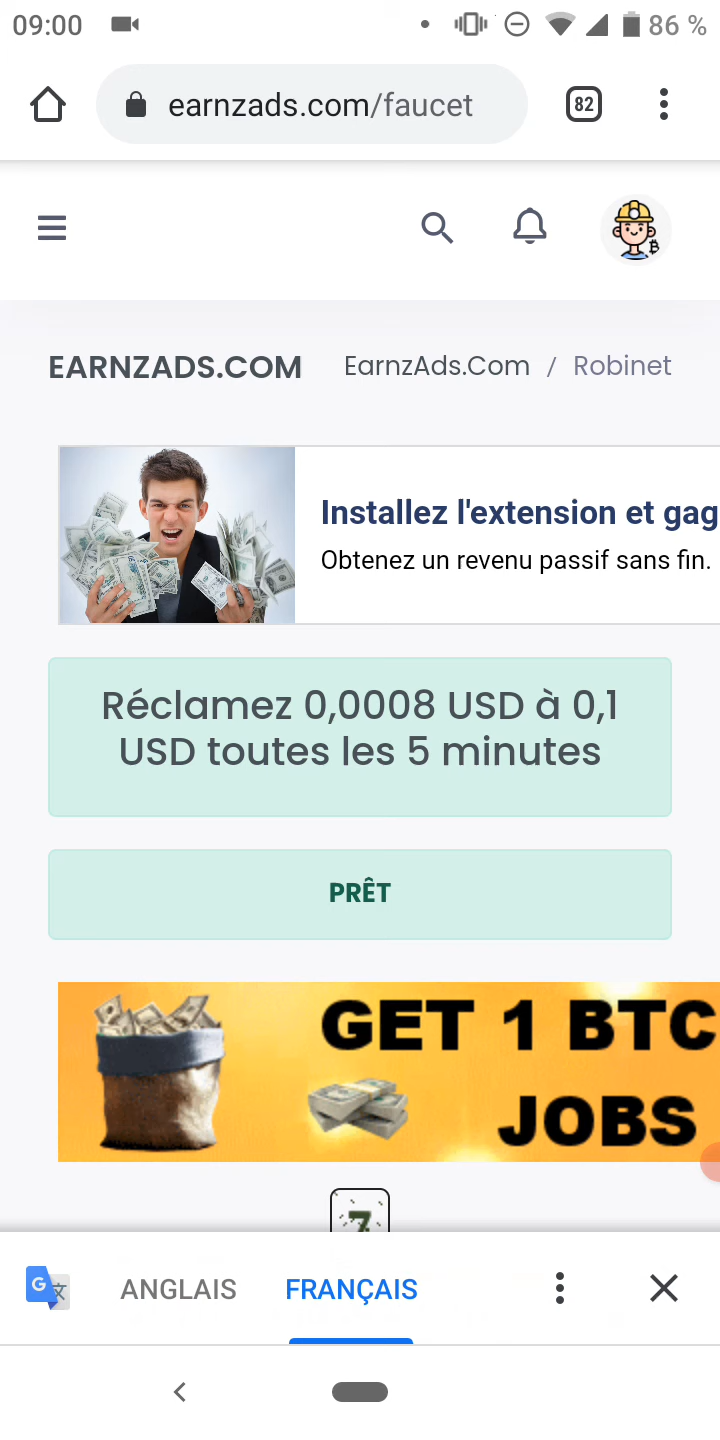 09:00 86 %
earnzads.com/faucet 82
EARNZADS.COM EarnzAds.Com / Robinet
Installez l'extension et gag
Obtenez un revenu passif sans fin.
Réclamez 0,0008 USD à 0,1
USD toutes les 5 minutes
PRÊT
GET 1 BTC
JOBS
7
G ANGLAIS FRANÇAIS